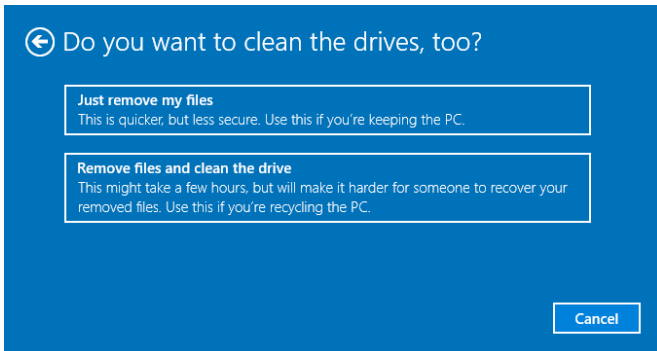 Do you want to clean the drives, too?
Just remove my files
This is quicker, but less secure. Use this if you're keeping the PC.
Remove files and clean the drive
This might take a few hours, but will make it harder for someone to recover your
removed files. Use this if you're recycling the PC.
Cancel